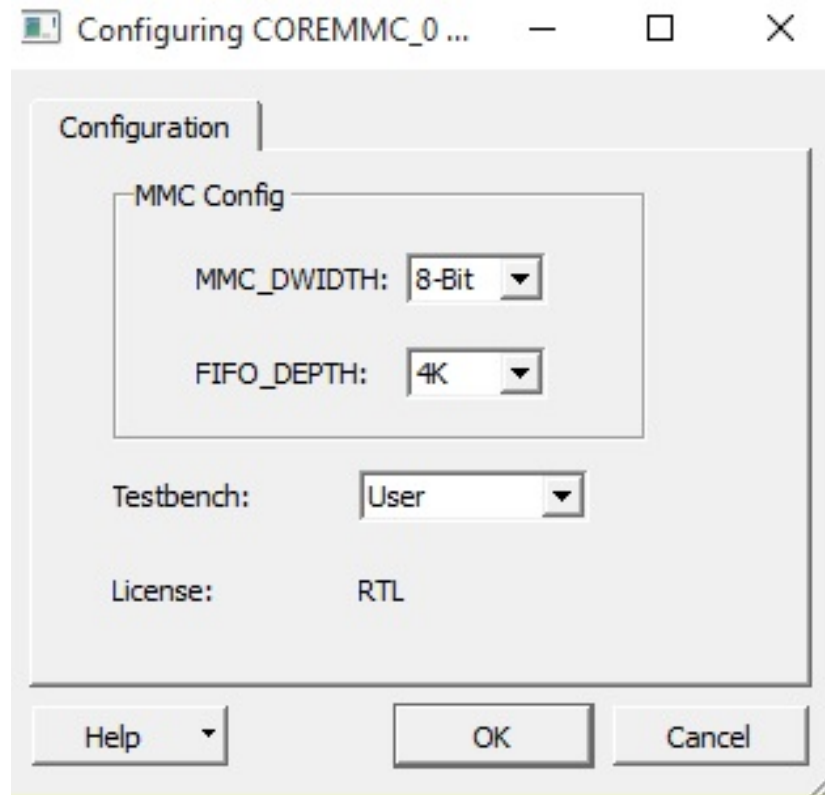 Configuring COREMMC_0 ...
Configuration
MMC Config
MMC_DWIDTH: 8-Bit
FIFO_DEPTH: 4K
Testbench: User
License: RTL
Help OK Cancel